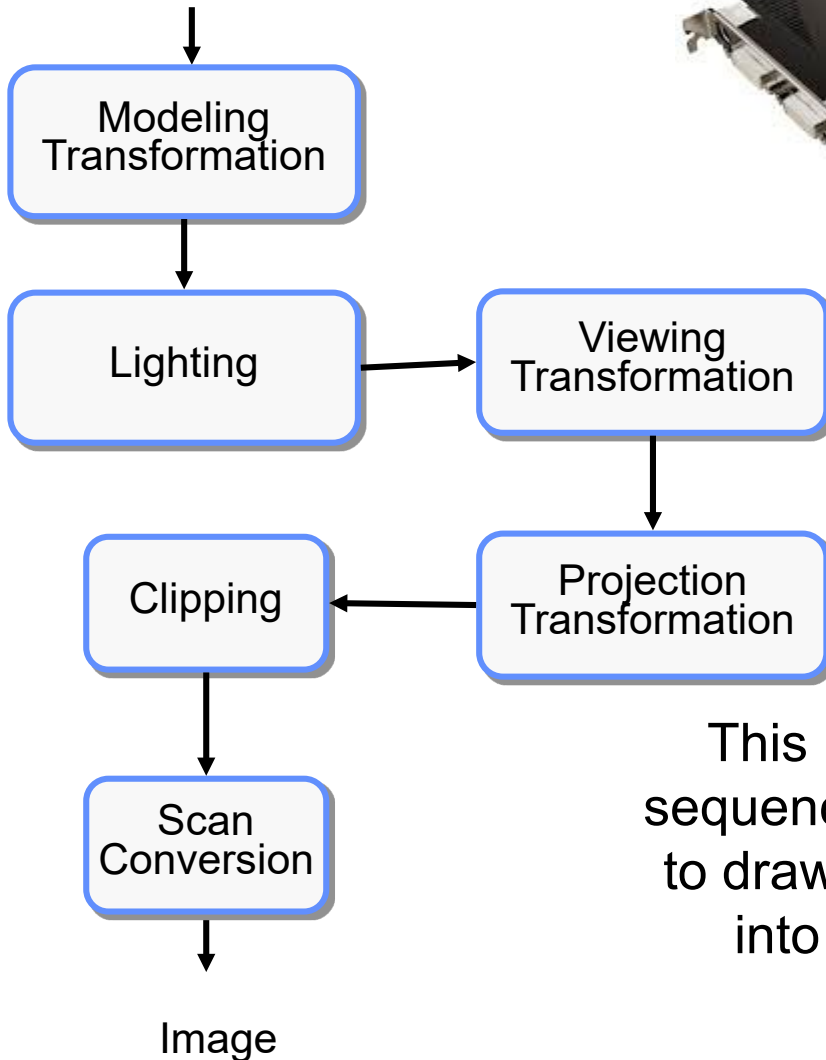 Modeling
Transformation
Lighting
Viewing
Transformation
Projection
Transformation
Clipping
Scan
Conversion
Image
This
sequenc
to draw
into